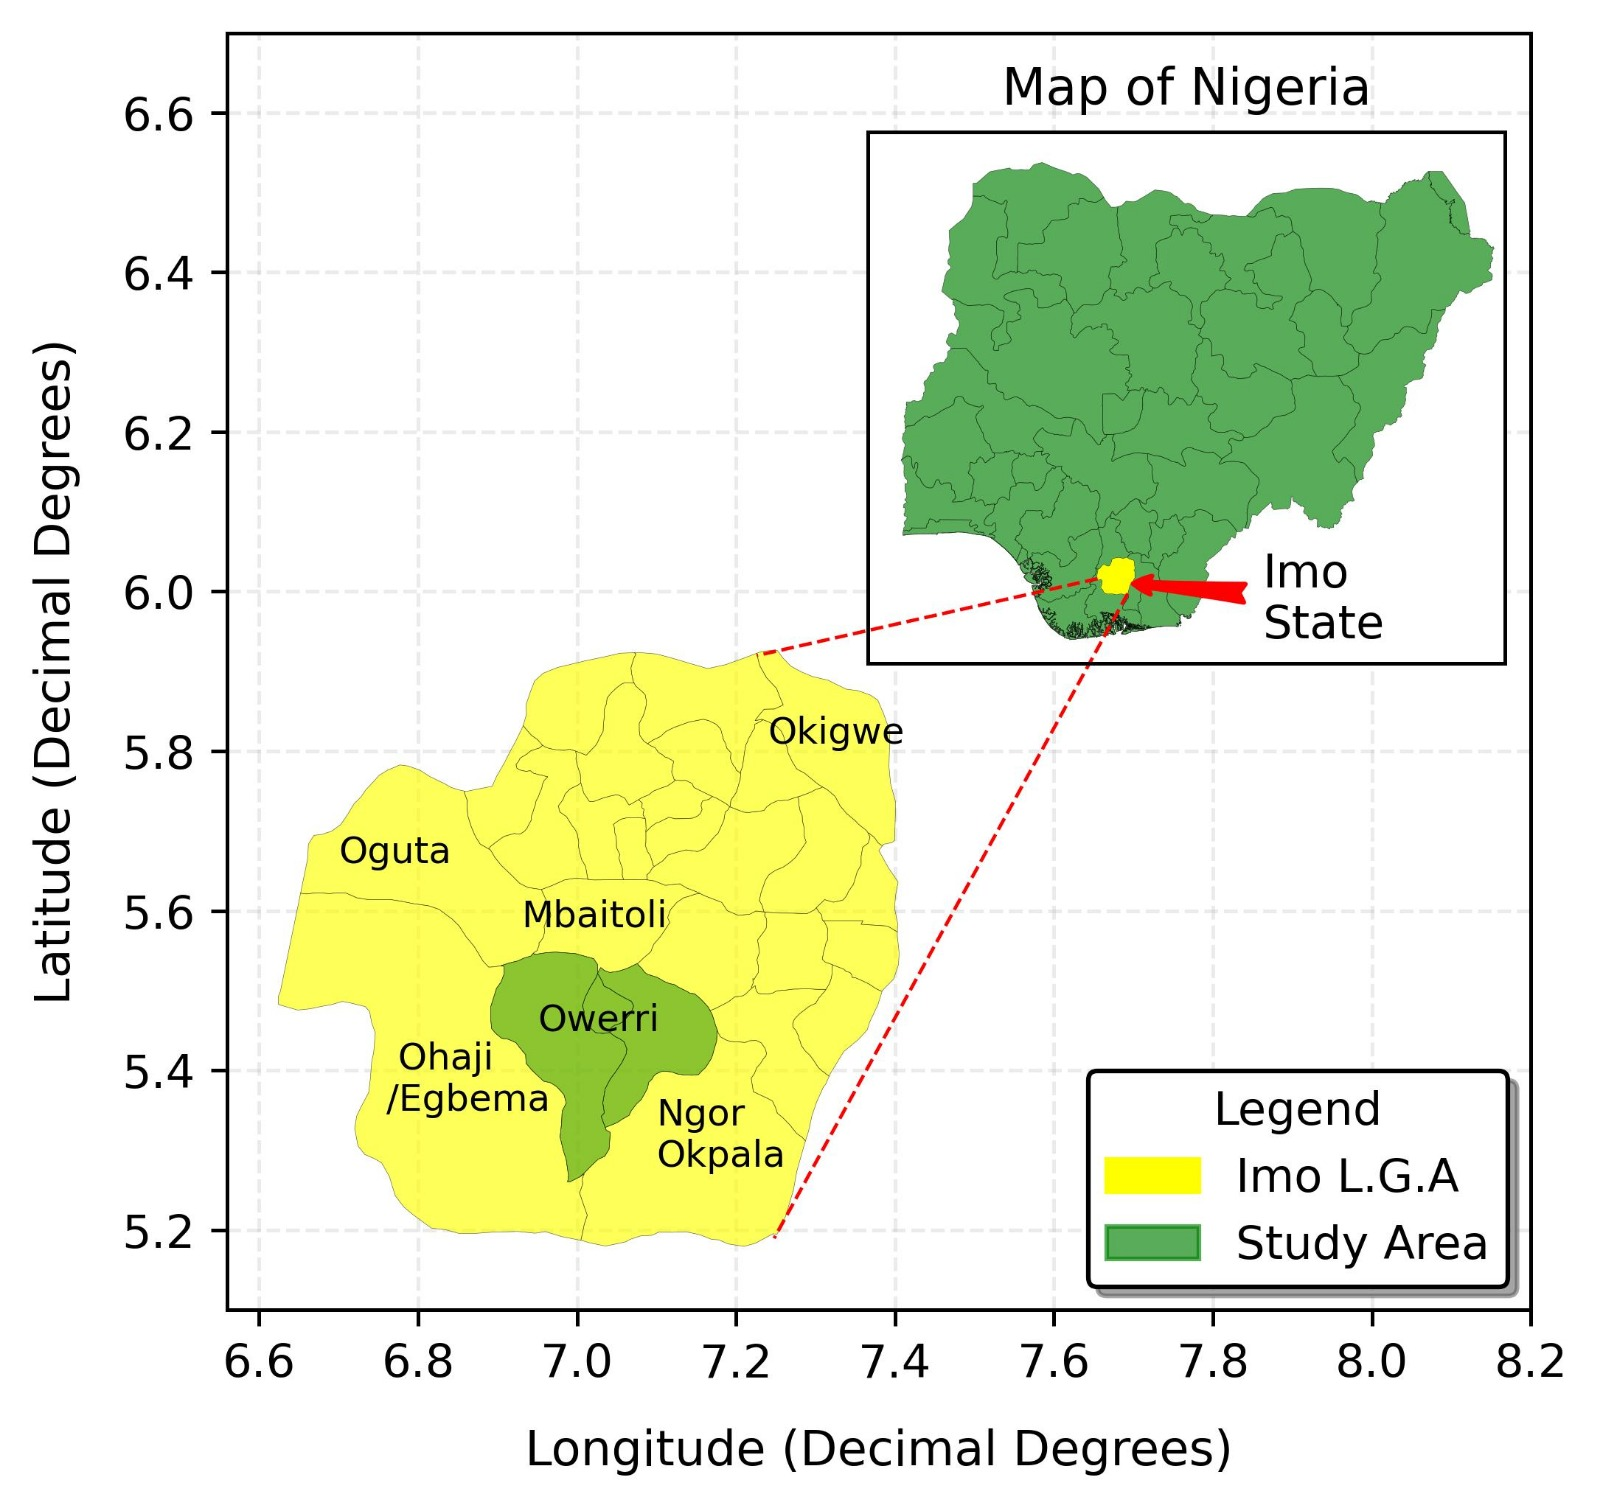 Map of Nigeria
6.6
6.4
6.2
6.0
5.8
5.6
5.4
5.2
Latitude (Decimal Degrees)
Imo
State
Okigwe
Oguta
Mbaitoli
Owerri
Ohaji
/Egbema
Ngor
Okpala
Legend
Imo L.G.A
Study Area
6.6 6.8 7.0 7.2 7.4 7.6 7.8 8.0 8.2
Longitude (Decimal Degrees)